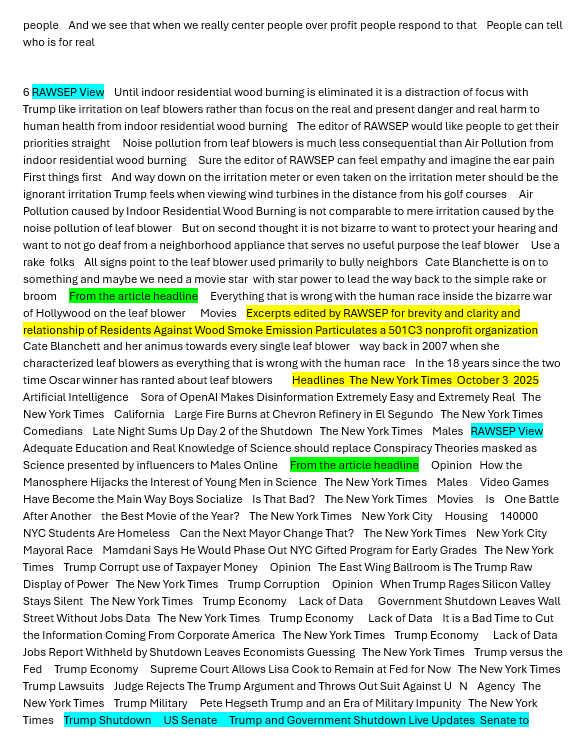 people And we see that when we really center people over profit people respond to that People can tell
who is for real
6 RAWSEP View Until indoor residential wood burning is eliminated it is a distraction of focus with
Trump like irritation on leaf blowers rather than focus on the real and present danger and real harm to
human health from indoor residential wood burning The editor of RAWSEP would like people to get their
priorities straight Noise pollution from leaf blowers is much less consequential than Air Pollution from
indoor residential wood burning Sure the editor of RAWSEP can feel empathy and imagine the ear pain
First things first And way down on the irritation meter or even taken on the irritation meter should be the
ignorant irritation Trump feels when viewing wind turbines in the distance from his golf courses Air
Pollution caused by Indoor Residential Wood Burning is not comparable to mere irritation caused by the
noise pollution of leaf blower But on second thought it is not bizarre to want to protect your hearing and
want to not go deaf from a neighborhood appliance that serves no useful purpose the leaf blower Use a
rake folks All signs point to the leaf blower used primarily to bully neighbors Cate Blanchette is on to
something and maybe we need a movie star with star power to lead the way back to the simple rake or
broom From the article headline Everything that is wrong with the human race inside the bizarre war
of Hollywood on the leaf blower Movies Excerpts edited by RAWSEP for brevity and clarity and
relationship of Residents Against Wood Smoke Emission Particulates a 501C3 nonprofit organization
Cate Blanchett and her animus towards every single leaf blower way back in 2007 when she
characterized leaf blowers as everything that is wrong with the human race In the 18 years since the two
time Oscar winner has ranted about leaf blowers Headlines The New York Times October 3 2025
Artificial Intelligence Sora of OpenAI Makes Disinformation Extremely Easy and Extremely Real The
New York Times California Large Fire Burns at Chevron Refinery in El Segundo The New York Times
Comedians Late Night Sums Up Day 2 of the Shutdown The New York Times Males RAWSEP View
Adequate Education and Real Knowledge of Science should replace Conspiracy Theories masked as
Science presented by influencers to Males Online From the article headline Opinion How the
Manosphere Hijacks the Interest of Young Men in Science The New York Times Males Video Games
Have Become the Main Way Boys Socialize Is That Bad? The New York Times Movies Is One Battle
After Another the Best Movie of the Year? The New York Times New York City Housing 140000
NYC Students Are Homeless Can the Next Mayor Change That? The New York Times New York City
Mayoral Race Mamdani Says He Would Phase Out NYC Gifted Program for Early Grades The New York
Times Trump Corrupt use of Taxpayer Money Opinion The East Wing Ballroom is The Trump Raw
Display of Power The New York Times Trump Corruption Opinion When Trump Rages Silicon Valley
Stays Silent The New York Times Trump Economy Lack of Data Government Shutdown Leaves Wall
Street Without Jobs Data The New York Times Trump Economy Lack of Data It is a Bad Time to Cut
the Information Coming From Corporate America The New York Times Trump Economy Lack of Data
Jobs Report Withheld by Shutdown Leaves Economists Guessing The New York Times Trump versus the
Fed Trump Economy Supreme Court Allows Lisa Cook to Remain at Fed for Now The New York Times
Trump Lawsuits Judge Rejects The Trump Argument and Throws Out Suit Against U N Agency The
New York Times Trump Military Pete Hegseth Trump and an Era of Military Impunity The New York
Times Trump Shutdown US Senate Trump and Government Shutdown Live Updates Senate to